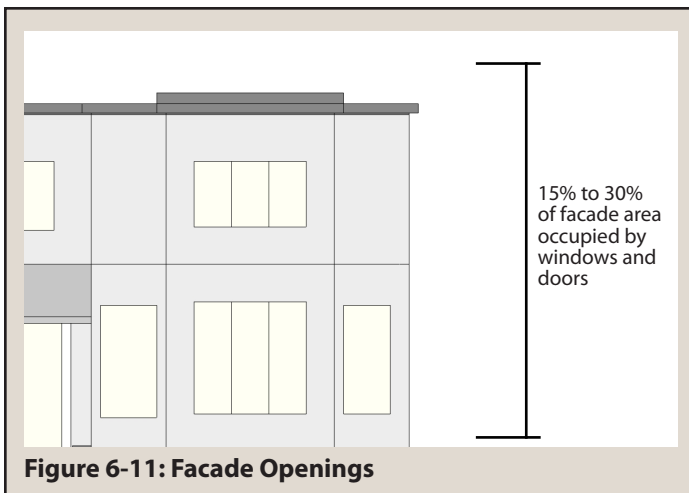 15% to 30%
of facade area
occupied by
windows and
doors
Figure 6-11: Facade Openings